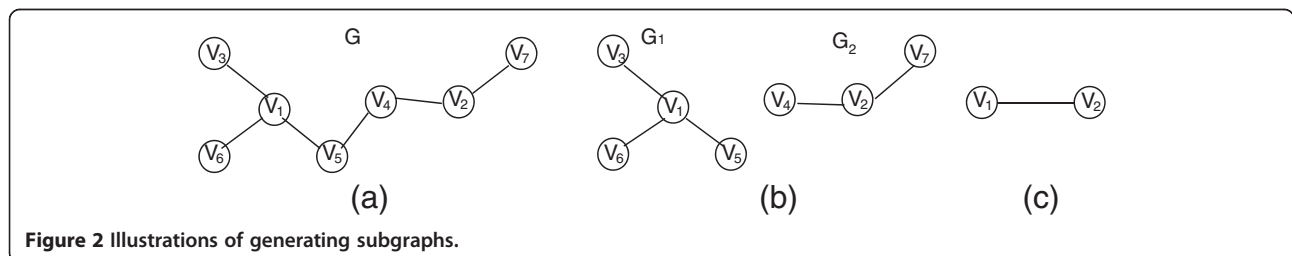 G
V3
V1
V6
V5
V4
V2
V7
(a)
G1
V3
V1
V6
V5
G2
V4
V2
V7
(b)
V1
V2
(c)
Figure 2 Illustrations of generating subgraphs.